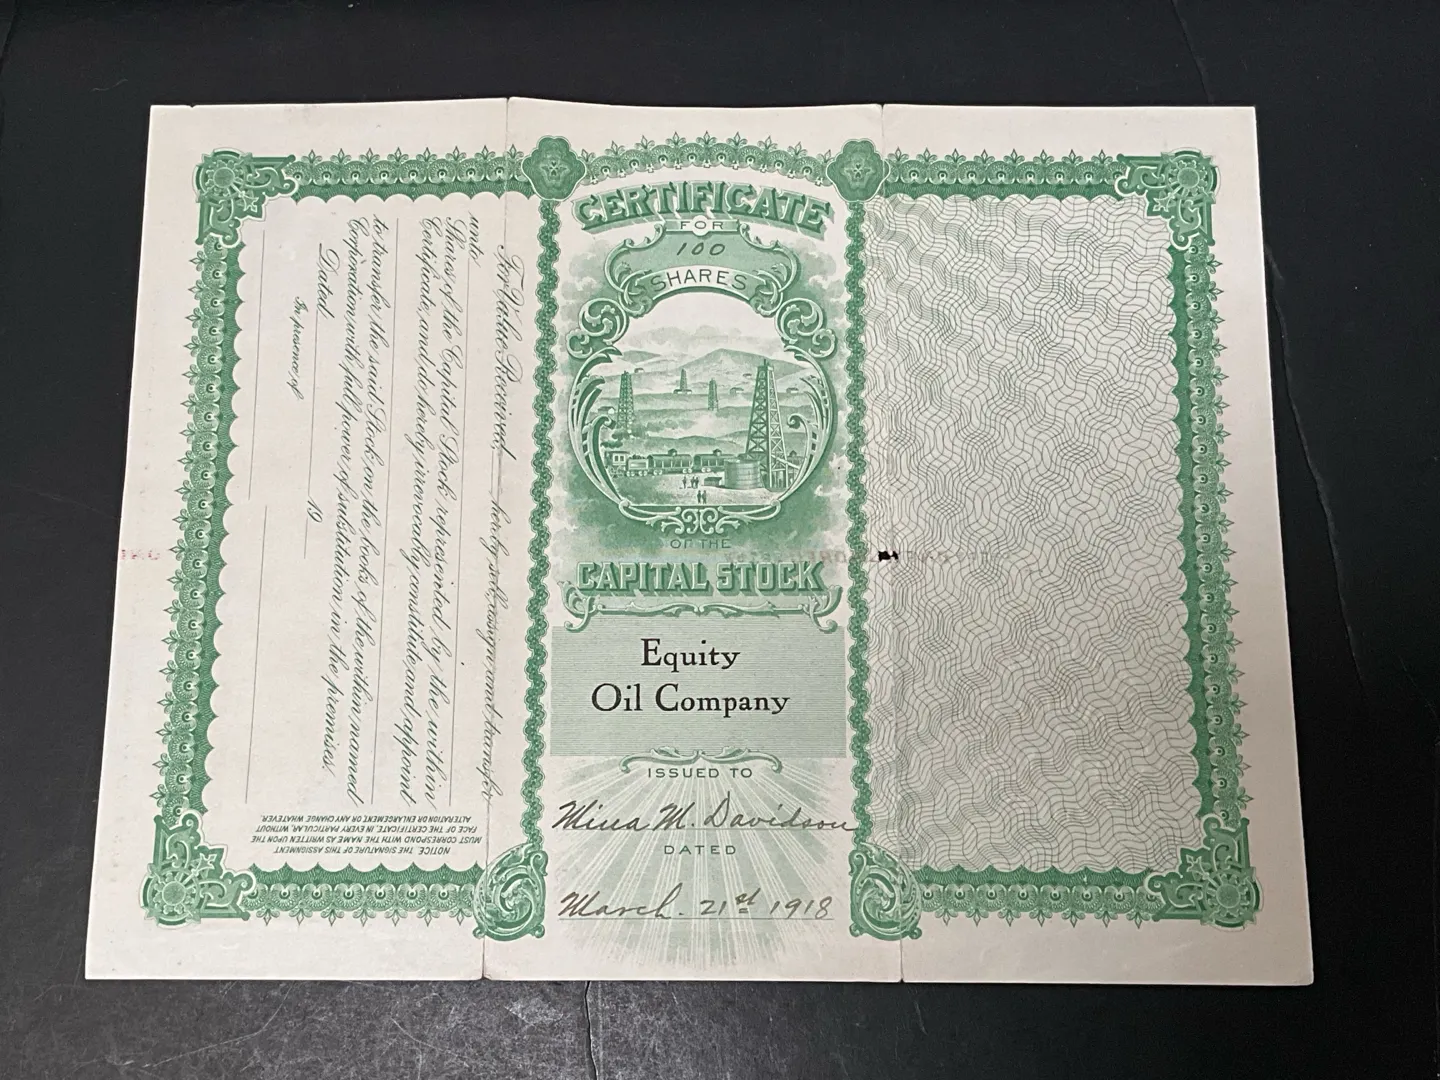 CERTIFICATE
FOR
100
SHARES
OF THE
CAPITAL STOCK
Equity
Oil Company
ISSUED TO
Mina M. Davidson
DATED
March. 21st 1918
For Value Received, hereby sell, assign and transfer
unto
Shares of the Capital Stock represented by the within
Certificate, and do hereby irrevocably constitute and appoint
to transfer the said Stock on the books of the within named
Corporation with full power of substitution in the premises.
Dated 19
In presence of
NOTICE. THE SIGNATURE OF THIS ASSIGNMENT
MUST CORRESPOND WITH THE NAME AS WRITTEN UPON THE
FACE OF THE CERTIFICATE, IN EVERY PARTICULAR, WITHOUT
ALTERATION OR ENLARGEMENT OR ANY CHANGE WHATEVER.